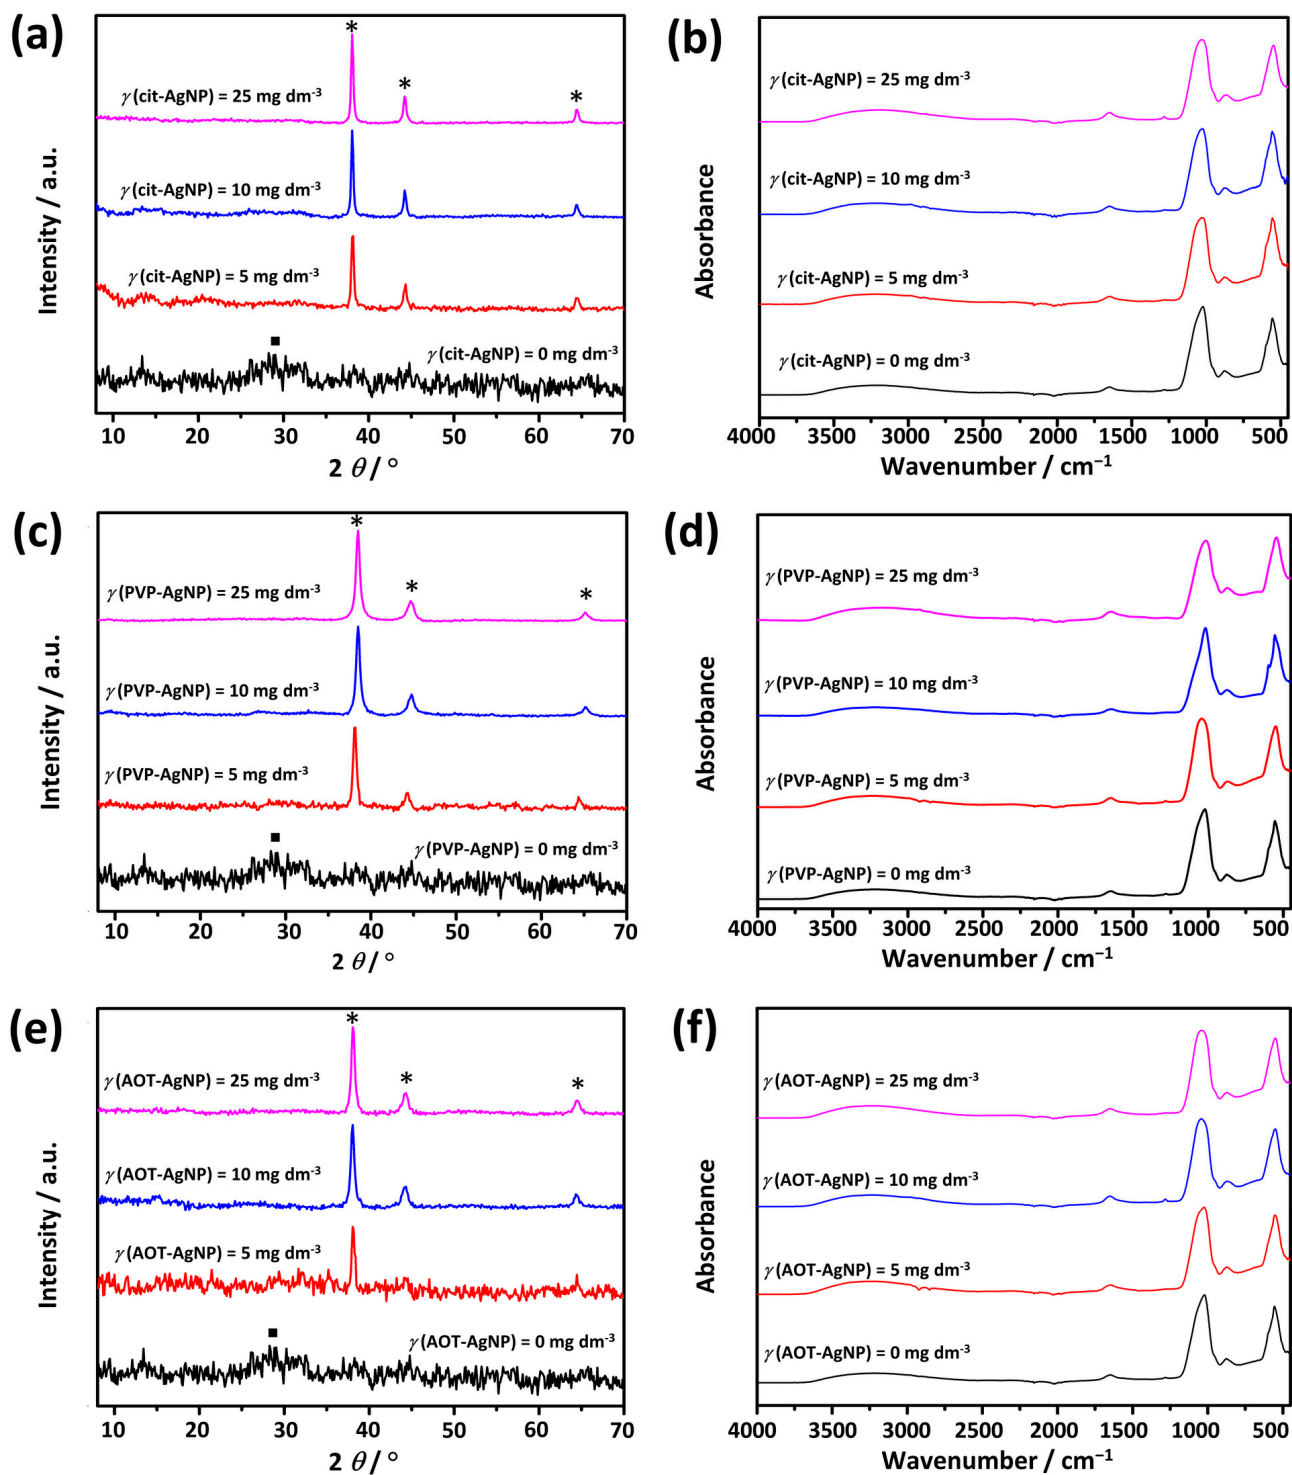 (a)
*
*
*
γ(cit-AgNP) = 25 mg dm⁻³
γ(cit-AgNP) = 10 mg dm⁻³
γ(cit-AgNP) = 5 mg dm⁻³
■
γ(cit-AgNP) = 0 mg dm⁻³
Intensity / a.u.
10 20 30 40 50 60 70
2 θ / °
(b)
γ(cit-AgNP) = 25 mg dm⁻³
γ(cit-AgNP) = 10 mg dm⁻³
γ(cit-AgNP) = 5 mg dm⁻³
γ(cit-AgNP) = 0 mg dm⁻³
Absorbance
4000 3500 3000 2500 2000 1500 1000 500
Wavenumber / cm⁻¹
(c)
*
*
*
γ(PVP-AgNP) = 25 mg dm⁻³
γ(PVP-AgNP) = 10 mg dm⁻³
γ(PVP-AgNP) = 5 mg dm⁻³
■
γ(PVP-AgNP) = 0 mg dm⁻³
Intensity / a.u.
10 20 30 40 50 60 70
2 θ / °
(d)
γ(PVP-AgNP) = 25 mg dm⁻³
γ(PVP-AgNP) = 10 mg dm⁻³
γ(PVP-AgNP) = 5 mg dm⁻³
γ(PVP-AgNP) = 0 mg dm⁻³
Absorbance
4000 3500 3000 2500 2000 1500 1000 500
Wavenumber / cm⁻¹
(e)
*
*
*
γ(AOT-AgNP) = 25 mg dm⁻³
γ(AOT-AgNP) = 10 mg dm⁻³
γ(AOT-AgNP) = 5 mg dm⁻³
■
γ(AOT-AgNP) = 0 mg dm⁻³
Intensity / a.u.
10 20 30 40 50 60 70
2 θ / °
(f)
γ(AOT-AgNP) = 25 mg dm⁻³
γ(AOT-AgNP) = 10 mg dm⁻³
γ(AOT-AgNP) = 5 mg dm⁻³
γ(AOT-AgNP) = 0 mg dm⁻³
Absorbance
4000 3500 3000 2500 2000 1500 1000 500
Wavenumber / cm⁻¹